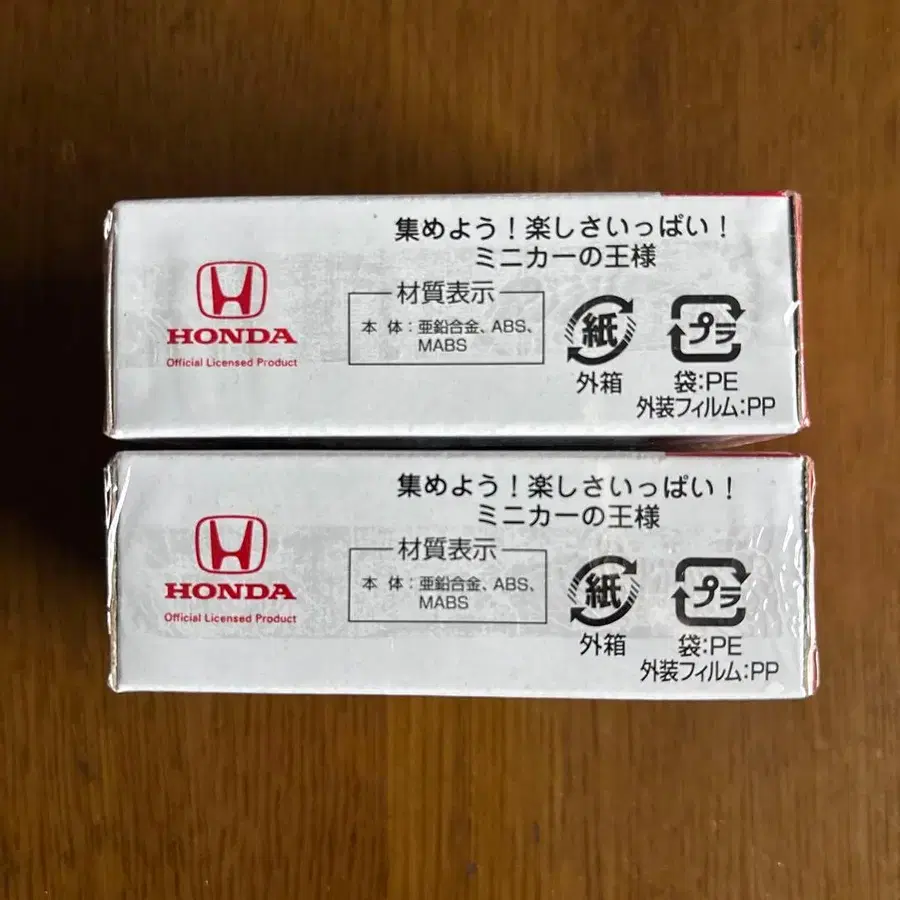 集めよう！楽しさいっぱい！
ミニカーの王様
HONDA
Official Licensed Product
材質表示
本 体：亜鉛合金、ABS、
MABS
紙
外箱
プラ
袋：PE
外装フィルム：PP
集めよう！楽しさいっぱい！
ミニカーの王様
HONDA
Official Licensed Product
材質表示
本 体：亜鉛合金、ABS、
MABS
紙
外箱
プラ
袋：PE
外装フィルム：PP